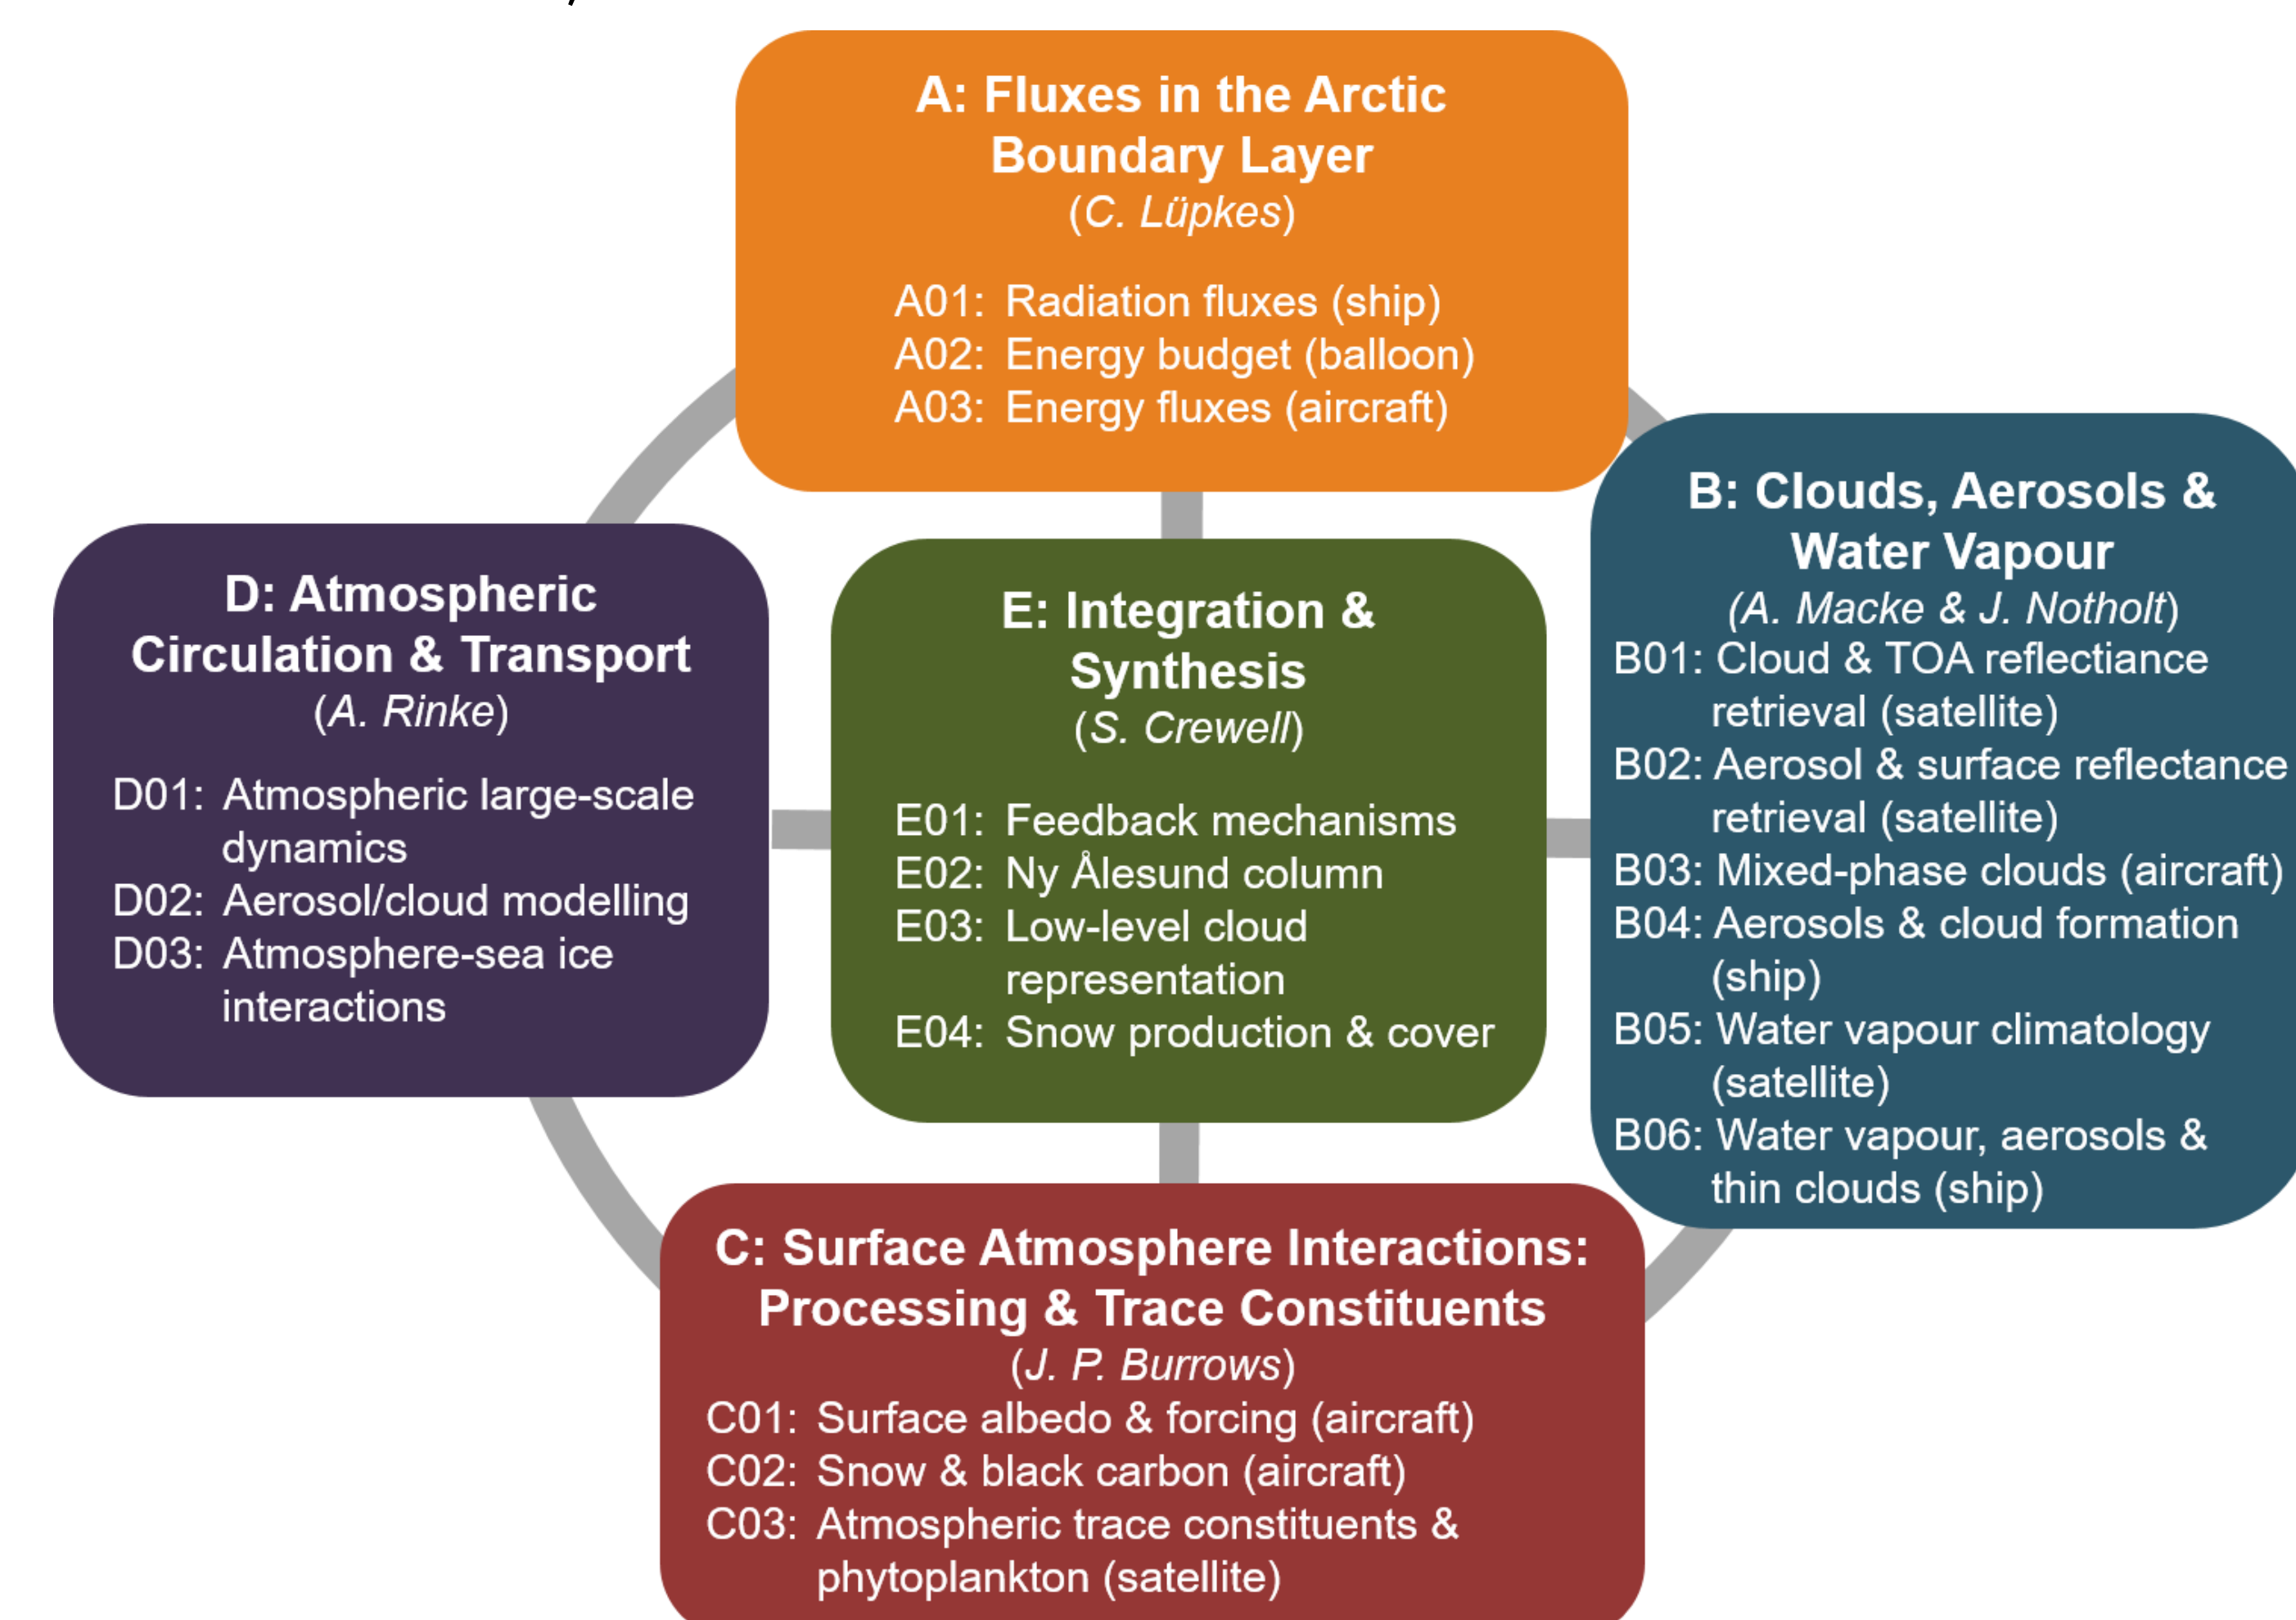 A: Fluxes in the Arctic
Boundary Layer
(C. Lüpkes)
A01: Radiation fluxes (ship)
A02: Energy budget (balloon)
A03: Energy fluxes (aircraft)
B: Clouds, Aerosols &
Water Vapour
(A. Macke & J. Notholt)
B01: Cloud & TOA reflectiance
retrieval (satellite)
B02: Aerosol & surface reflectance
retrieval (satellite)
B03: Mixed-phase clouds (aircraft)
B04: Aerosols & cloud formation
(ship)
B05: Water vapour climatology
(satellite)
B06: Water vapour, aerosols &
thin clouds (ship)
D: Atmospheric
Circulation & Transport
(A. Rinke)
D01: Atmospheric large-scale
dynamics
D02: Aerosol/cloud modelling
D03: Atmosphere-sea ice
interactions
E: Integration &
Synthesis
(S. Crewell)
E01: Feedback mechanisms
E02: Ny Ålesund column
E03: Low-level cloud
representation
E04: Snow production & cover
C: Surface Atmosphere Interactions:
Processing & Trace Constituents
(J. P. Burrows)
C01: Surface albedo & forcing (aircraft)
C02: Snow & black carbon (aircraft)
C03: Atmospheric trace constituents &
phytoplankton (satellite)